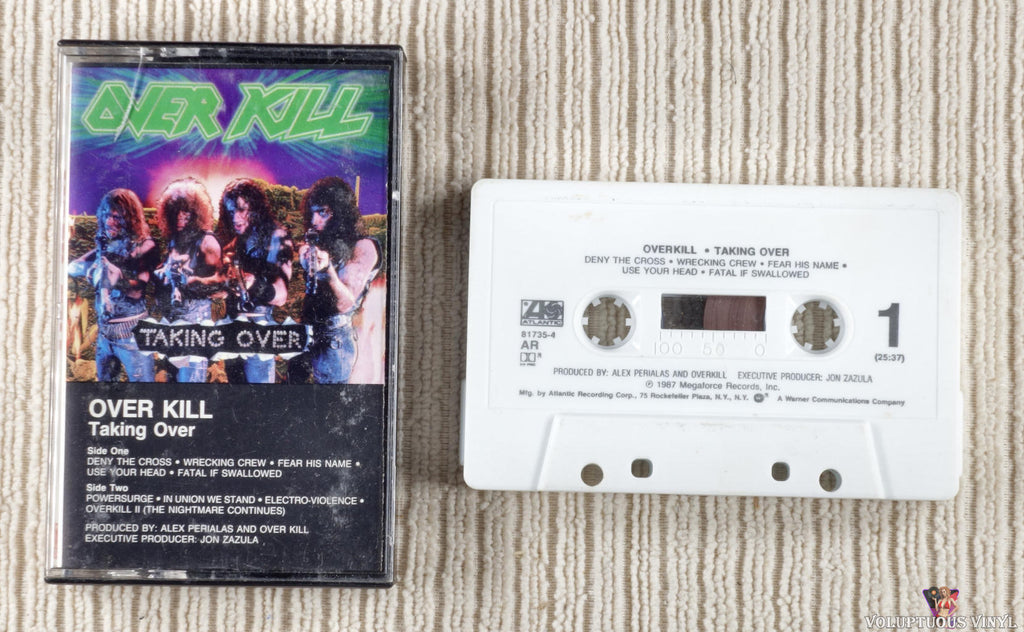 OVER KILL
TAKING OVER
OVER KILL
Taking Over
Side One
DENY THE CROSS • WRECKING CREW • FEAR HIS NAME •
USE YOUR HEAD • FATAL IF SWALLOWED
Side Two
POWERSURGE • IN UNION WE STAND • ELECTRO-VIOLENCE •
OVERKILL II (THE NIGHTMARE CONTINUES)
PRODUCED BY: ALEX PERIALAS AND OVER KILL
EXECUTIVE PRODUCER: JON ZAZULA
OVERKILL • TAKING OVER
DENY THE CROSS • WRECKING CREW • FEAR HIS NAME •
USE YOUR HEAD • FATAL IF SWALLOWED
ATLANTIC
81735-4
AR
1
(25:37)
100 50 0
PRODUCED BY: ALEX PERIALAS AND OVERKILL EXECUTIVE PRODUCER: JON ZAZULA
℗ 1987 Megaforce Records, Inc.
Mfg. by Atlantic Recording Corp., 75 Rockefeller Plaza, N.Y., N.Y. A Warner Communications Company
VOLUPTUOUS VINYL